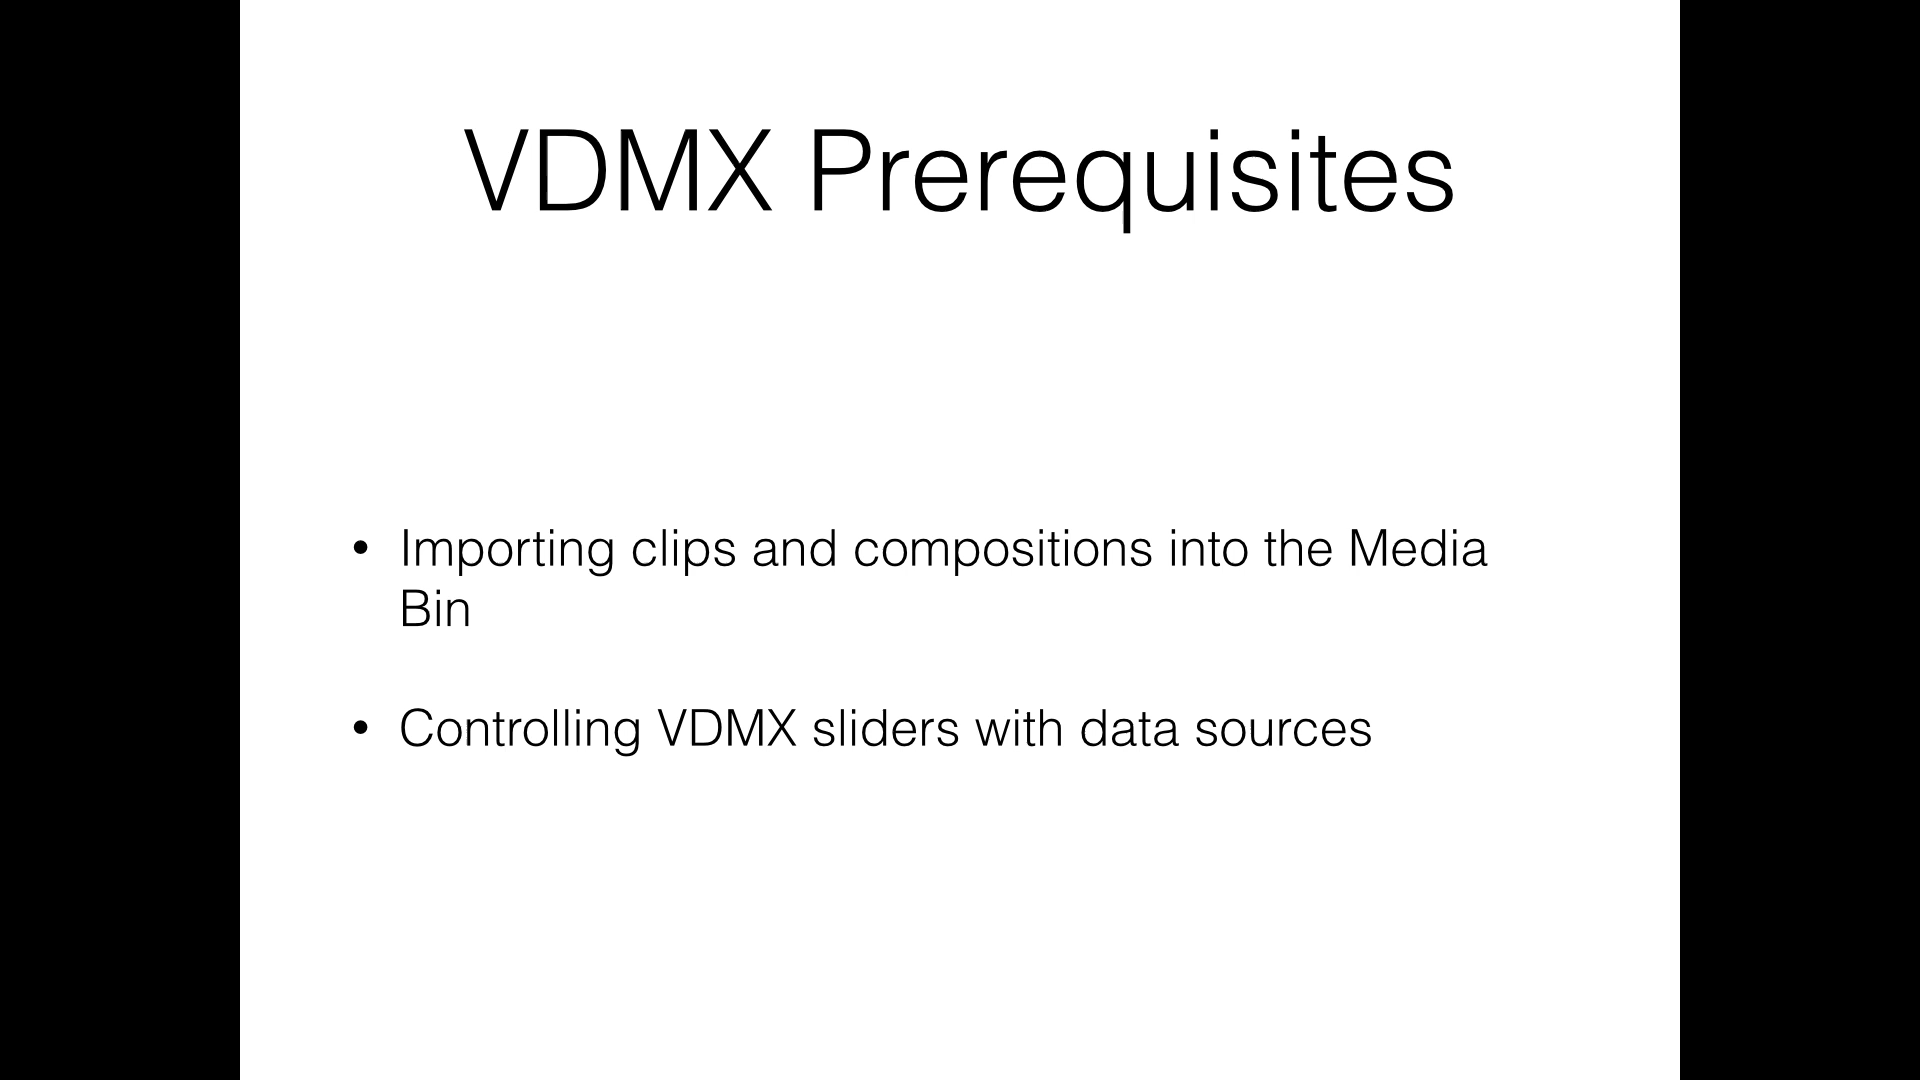 VDMX Prerequisites
• Importing clips and compositions into the Media
Bin
• Controlling VDMX sliders with data sources